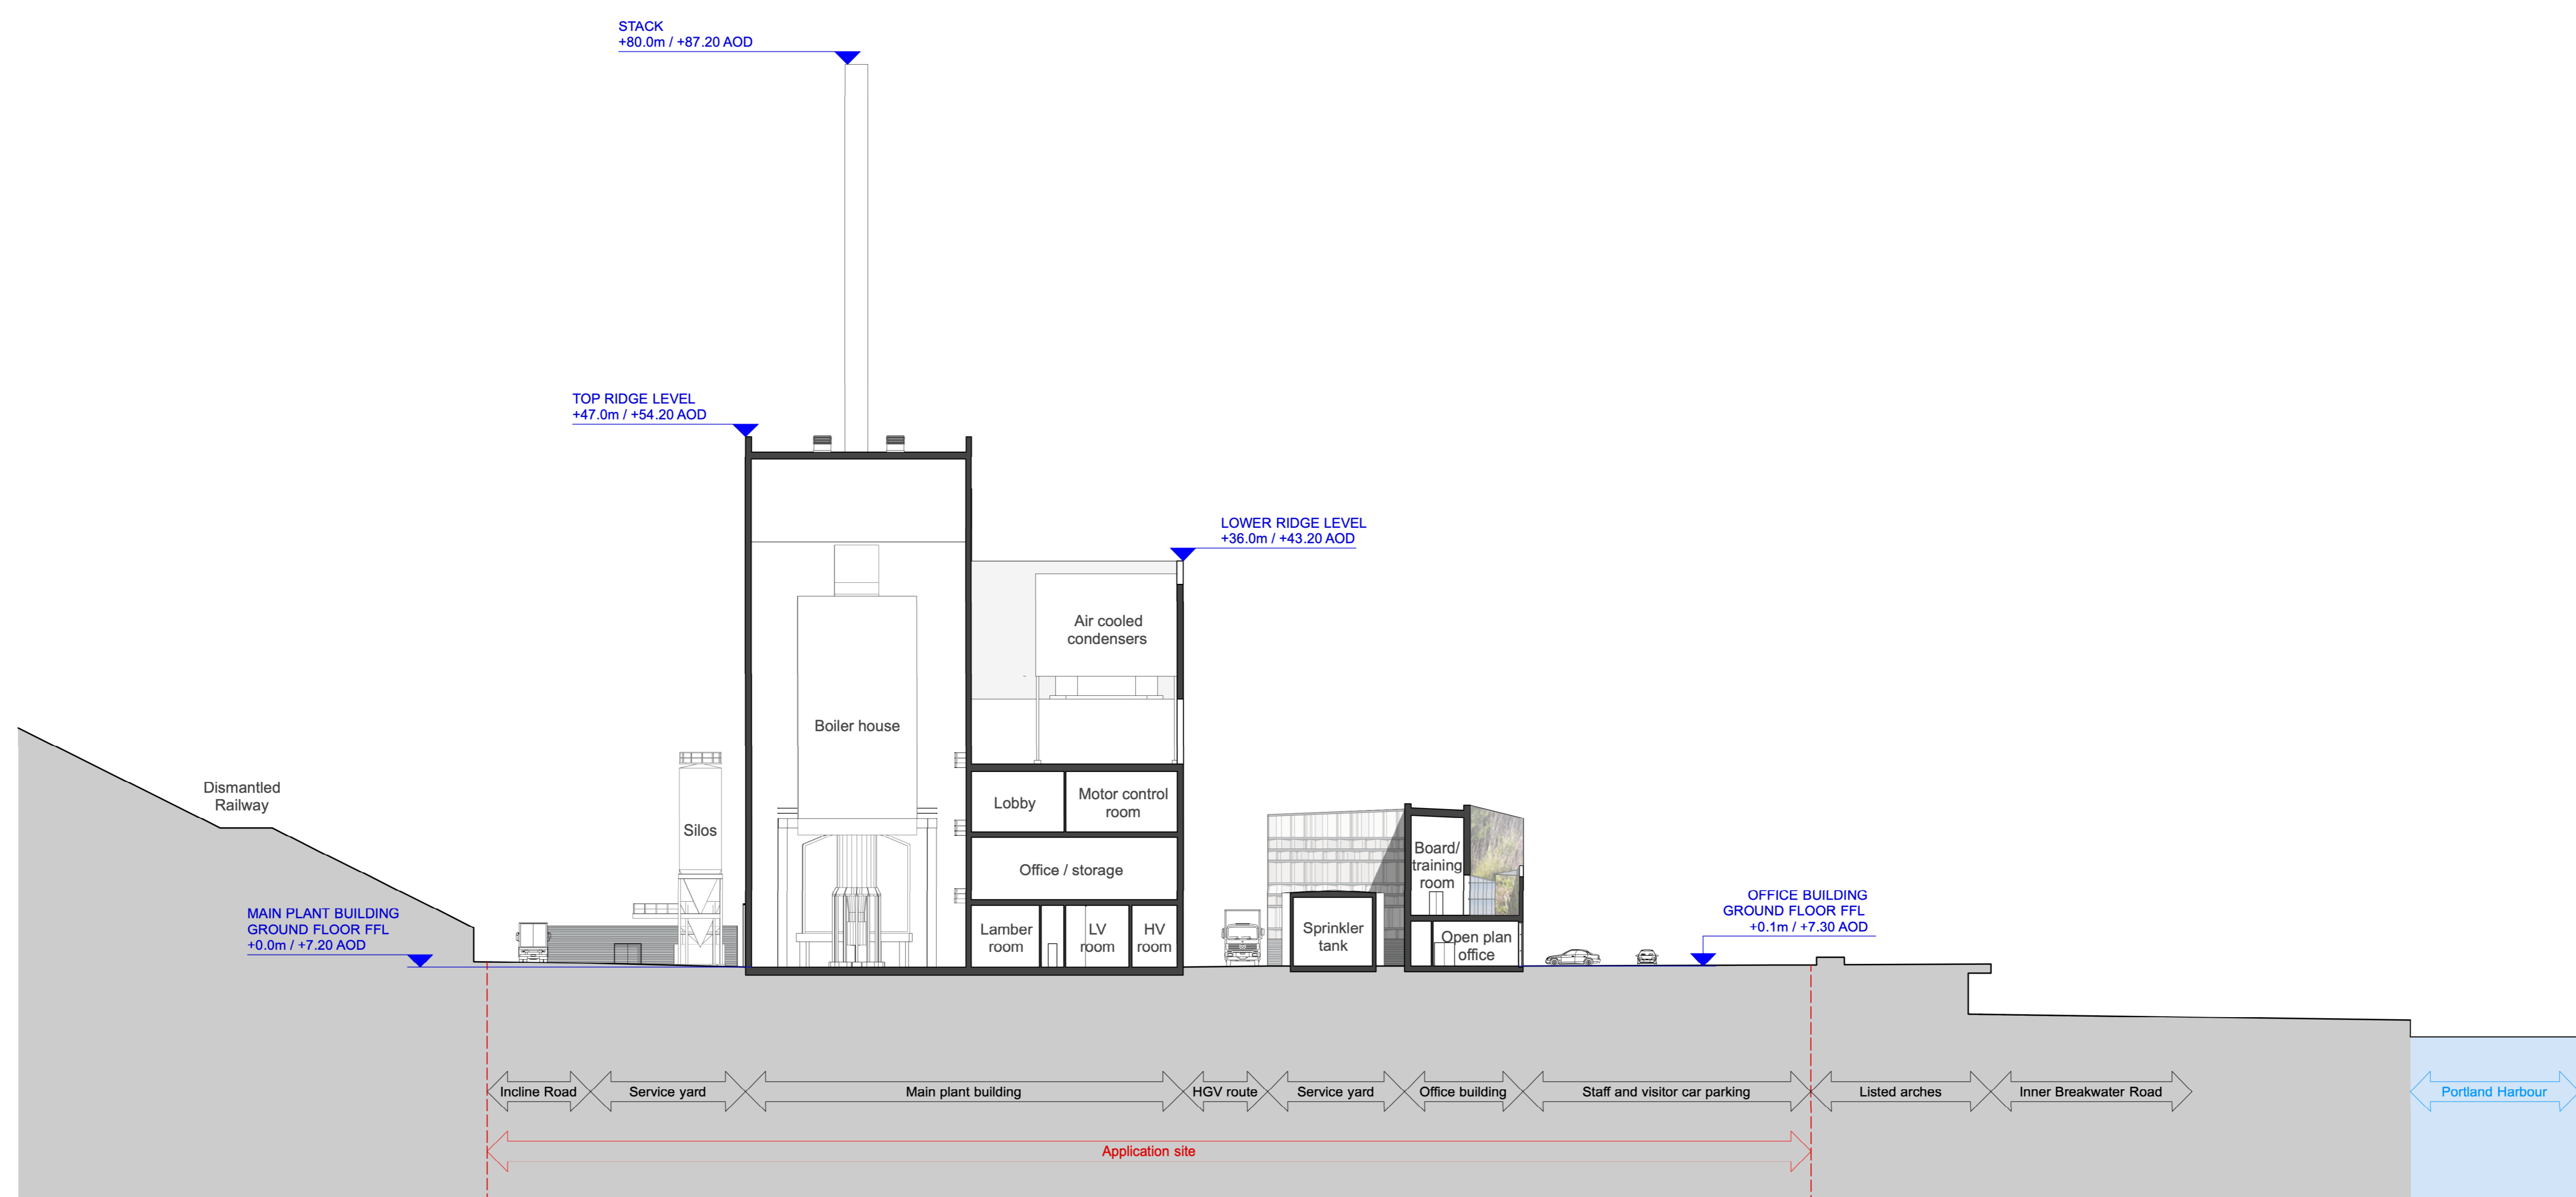 STACK
+80.0m / +87.20 AOD
TOP RIDGE LEVEL
+47.0m / +54.20 AOD
LOWER RIDGE LEVEL
+36.0m / +43.20 AOD
Air cooled
condensers
Boiler house
Dismantled
Railway
Silos
Lobby
Motor control
room
Office / storage
Board/
training
room
MAIN PLANT BUILDING
GROUND FLOOR FFL
+0.0m / +7.20 AOD
Lamber
room
LV
room
HV
room
Sprinkler
tank
Open plan
office
OFFICE BUILDING
GROUND FLOOR FFL
+0.1m / +7.30 AOD
Incline Road
Service yard
Main plant building
HGV route
Service yard
Office building
Staff and visitor car parking
Listed arches
Inner Breakwater Road
Portland Harbour
Application site